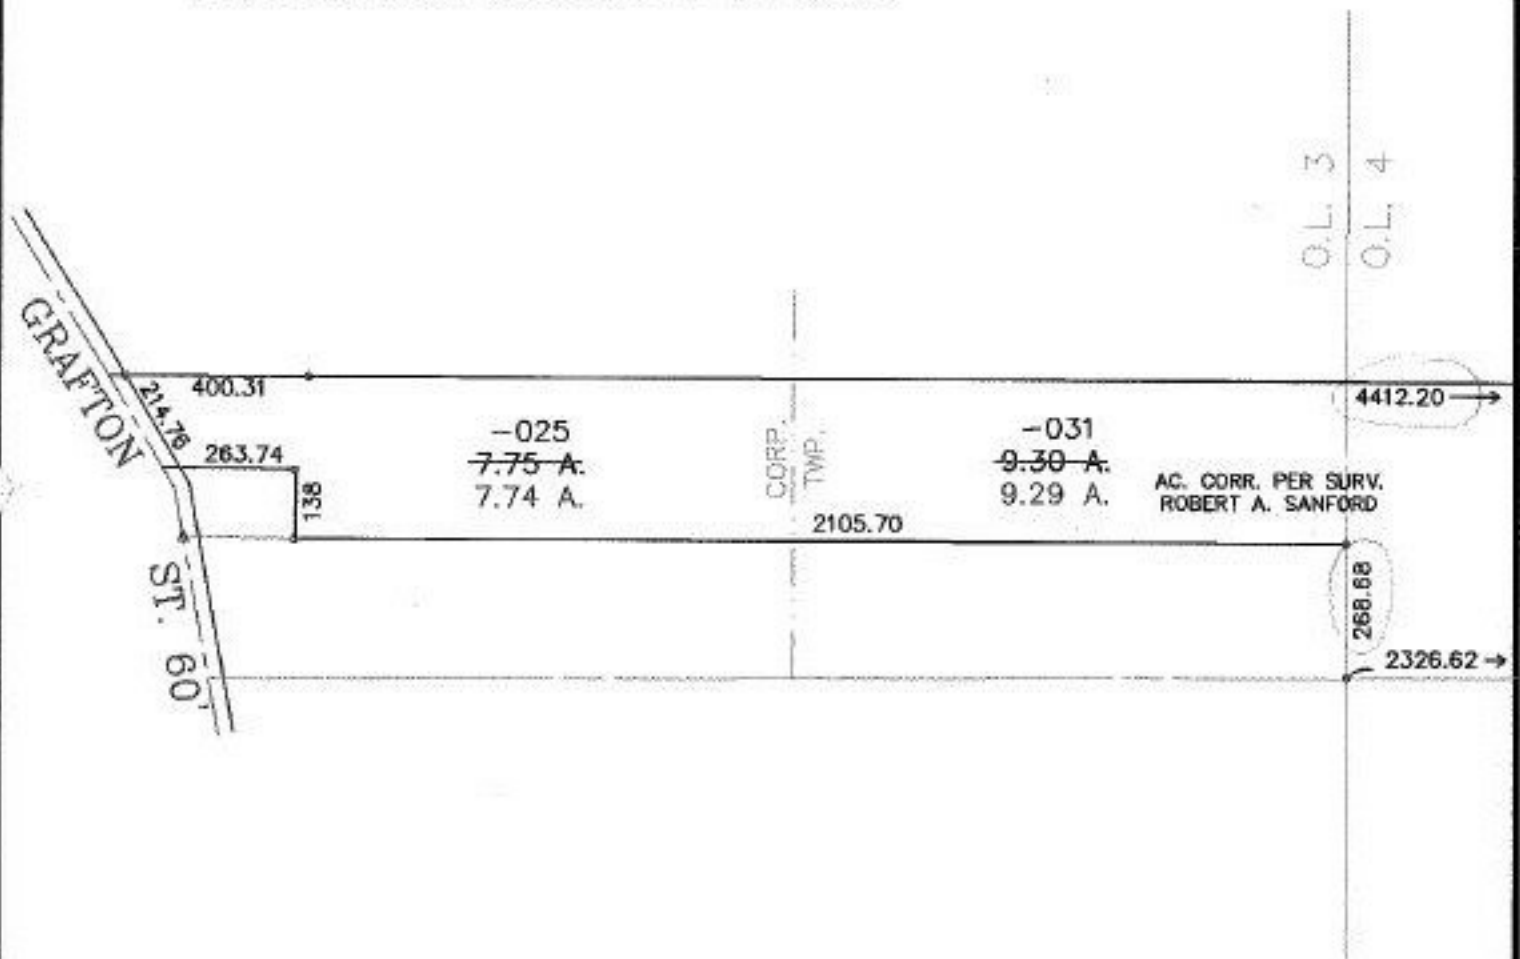 O.L. 3
O.L. 4
GRAFTON
ST. 60'
214.76
400.31
4412.20
263.74
138
-025
7.75 A.
7.74 A.
CORP.
TWP.
-031
9.30 A.
9.29 A.
AC. CORR. PER SURV.
ROBERT A. SANFORD
2105.70
268.68
2326.62